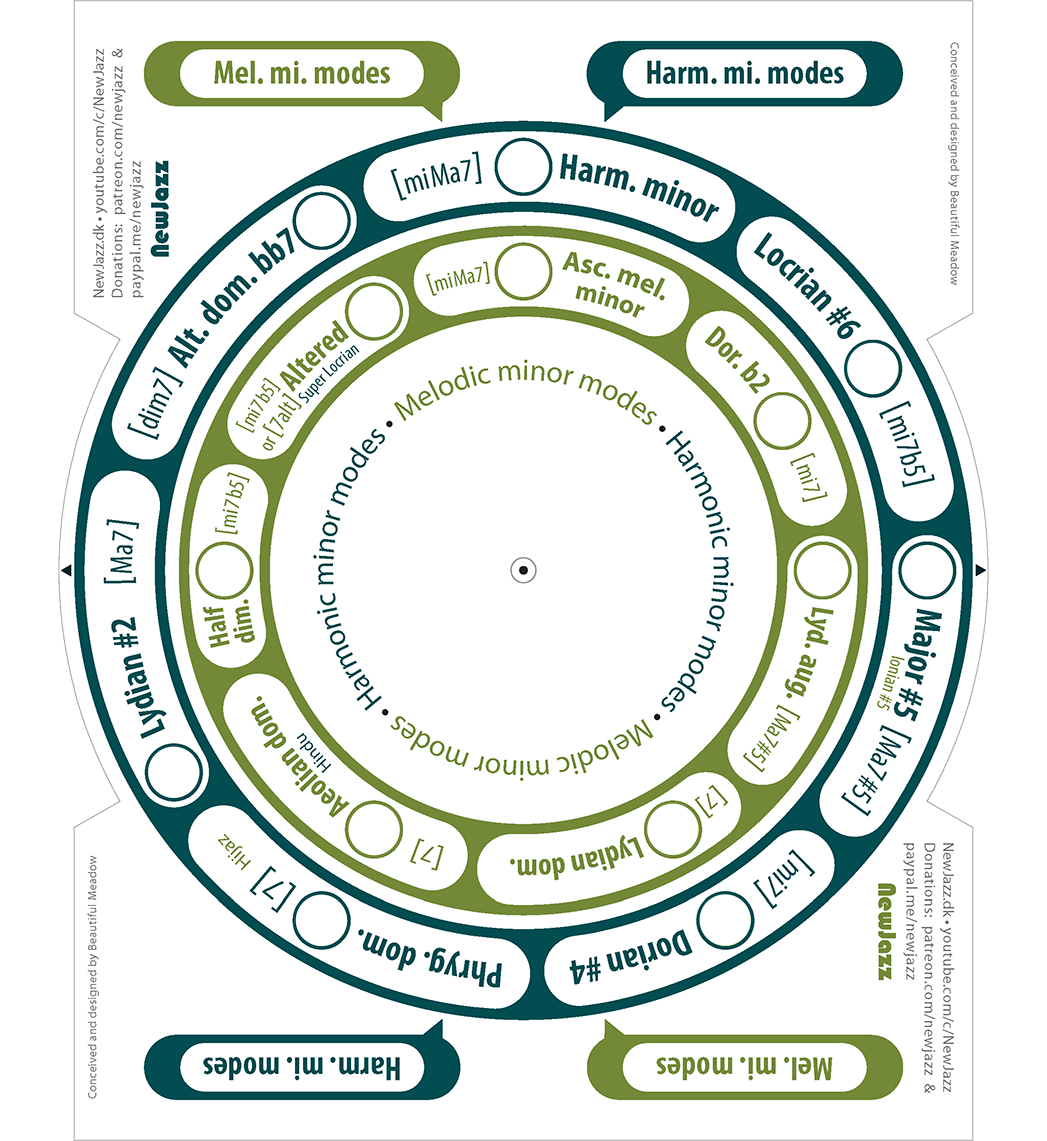 Mel. mi. modes
Harm. mi. modes
NewJazz.dk • youtube.com/c/NewJazz
Donations: patreon.com/newjazz &
paypal.me/newjazz
NewJazz
Conceived and designed by Beautiful Meadow
[miMa7] Harm. minor
Locrian #6 [mi7b5]
Major #5 [Ma7#5]
Ionian #5
Dorian #4 [mi7]
Phryg. dom. [7] Hijaz
Lydian #2 [Ma7]
[dim7] Alt. dom. bb7
[miMa7] Asc. mel.
minor
Dor. b2 [mi7]
Lyd. aug. [Ma7#5]
Lydian dom. [7]
Aeolian dom. [7]
Hindu
Half
dim. [mi7b5]
[mi7b5]
or [7alt] Altered
Super Locrian
Melodic minor modes • Harmonic minor modes • Melodic minor modes • Harmonic minor modes •
Conceived and designed by Beautiful Meadow
NewJazz.dk • youtube.com/c/NewJazz
Donations: patreon.com/newjazz &
paypal.me/newjazz
NewJazz
Harm. mi. modes
Mel. mi. modes